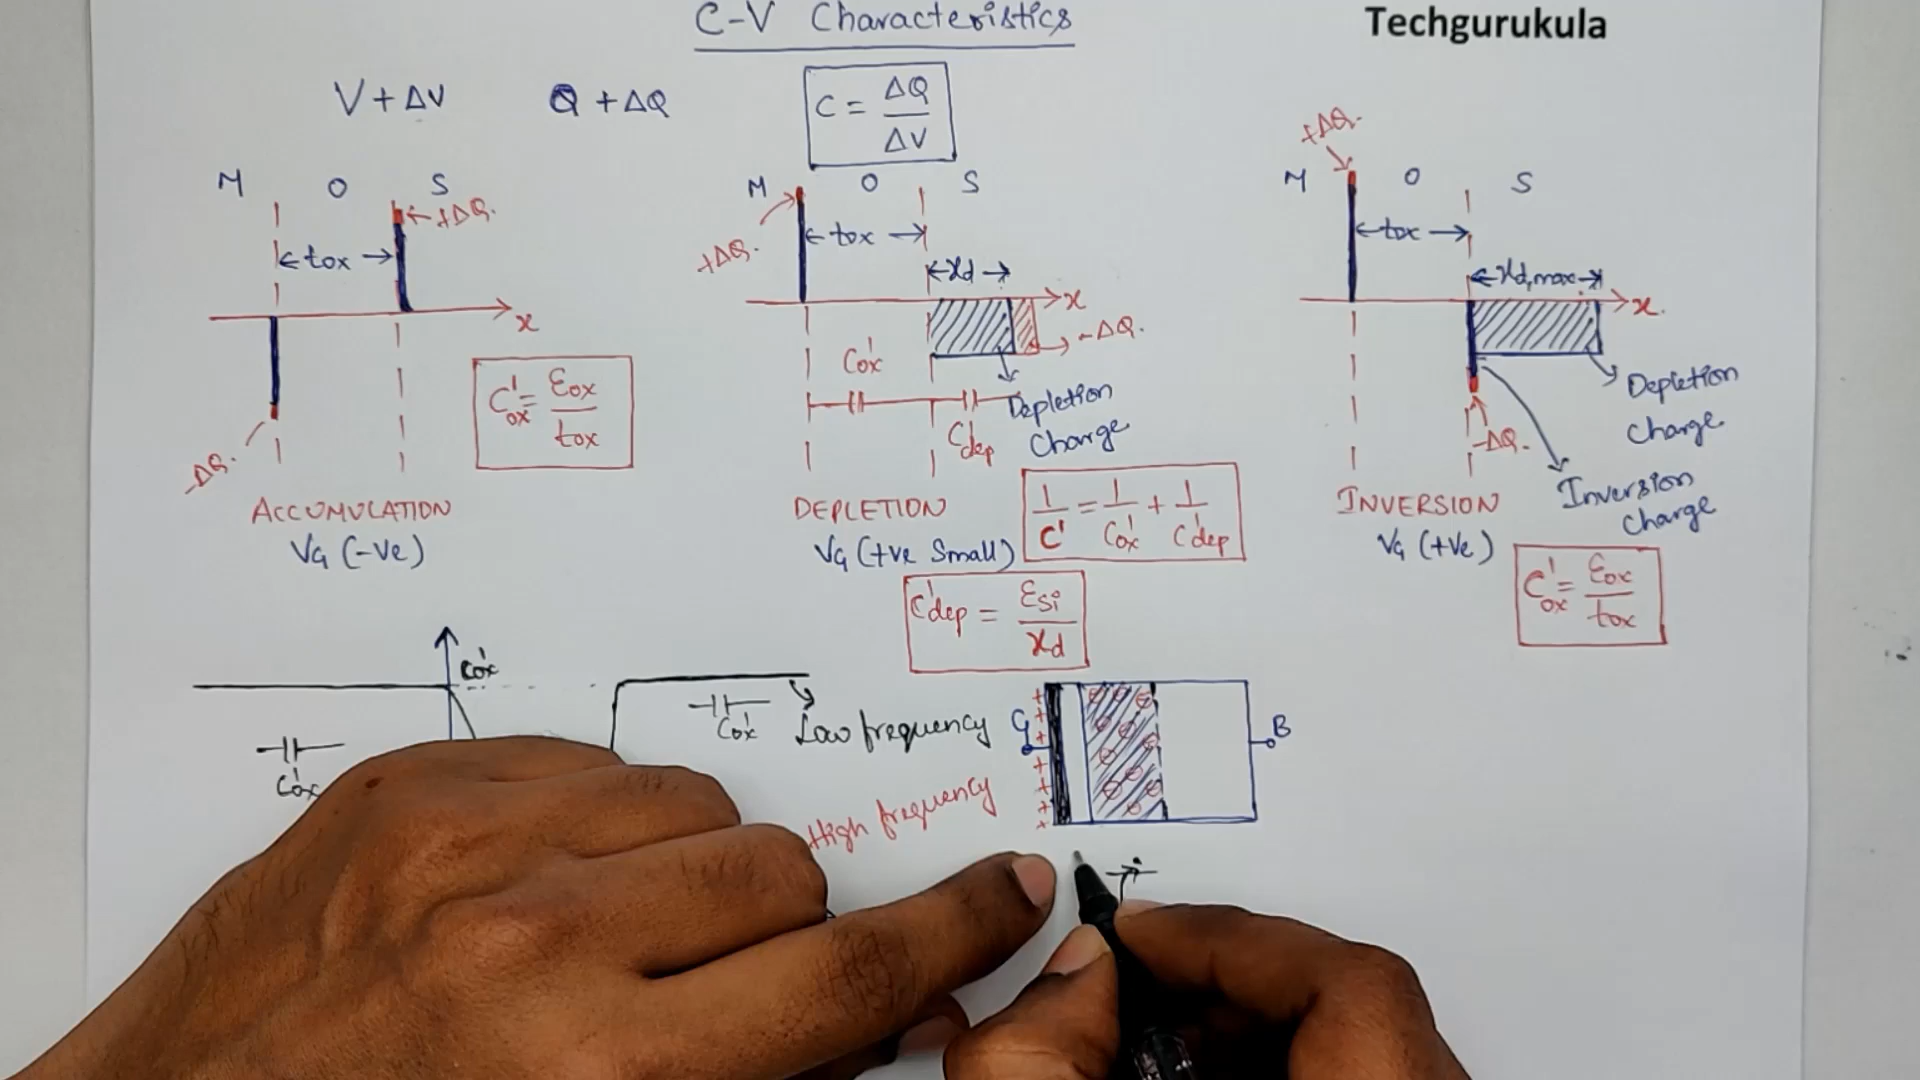 C-V Characteristics
Techgurukula
V + ΔV
Q + ΔQ
C = ΔQ / ΔV
M O S
+ΔQ.
← tox →
x
C'ox = εox / tox
-ΔQ.
ACCUMULATION
VG (-ve)
M O S
+ΔQ.
← tox →
← xd →
x
-ΔQ.
C'ox
C'dep
Depletion
Charge
DEPLETION
VG (+ve Small)
1/C' = 1/C'ox + 1/C'dep
C'dep = εsi / xd
+ΔQ.
M O S
← tox →
← xd,max →
x.
Depletion
Charge.
-ΔQ.
Inversion
Charge
INVERSION
VG (+ve)
C'ox = εox / tox
C'ox
C'ox
C'ox
Low frequency
High frequency
G
+
+
+
+
+
+
+
B